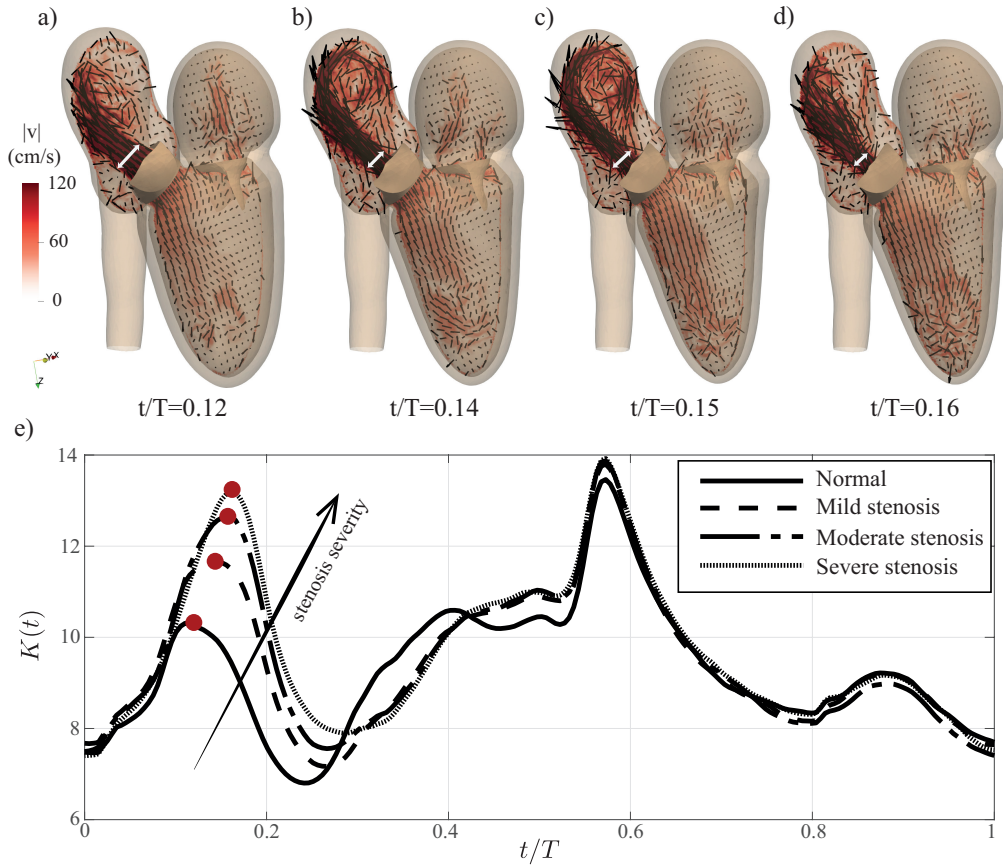 a)
b)
c)
d)
|v|
(cm/s)
120
60
0
Z
t/T=0.12
t/T=0.14
t/T=0.15
t/T=0.16
e)
14
12
10
8
6
K(t)
stenosis severity
Normal
Mild stenosis
Moderate stenosis
Severe stenosis
0
0.2
0.4
0.6
0.8
1
t/T